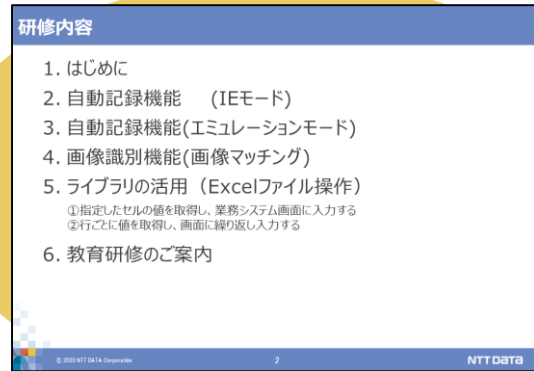 研修内容
1. はじめに
2. 自動記録機能　(IEモード)
3. 自動記録機能(エミュレーションモード)
4. 画像識別機能(画像マッチング)
5. ライブラリの活用（Excelファイル操作）
①指定したセルの値を取得し、業務システム画面に入力する
②行ごとに値を取得し、画面に繰り返し入力する
6. 教育研修のご案内
© 2020 NTT DATA Corporation
2
NTT DATA